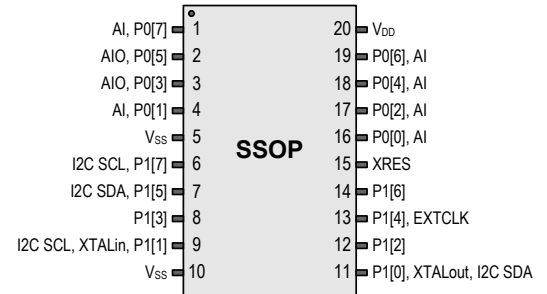 AI, P0[7] 1 20 VDD
AIO, P0[5] 2 19 P0[6], AI
AIO, P0[3] 3 18 P0[4], AI
AI, P0[1] 4 17 P0[2], AI
VSS 5 16 P0[0], AI
SSOP
I2C SCL, P1[7] 6 15 XRES
I2C SDA, P1[5] 7 14 P1[6]
P1[3] 8 13 P1[4], EXTCLK
I2C SCL, XTALin, P1[1] 9 12 P1[2]
VSS 10 11 P1[0], XTALout, I2C SDA